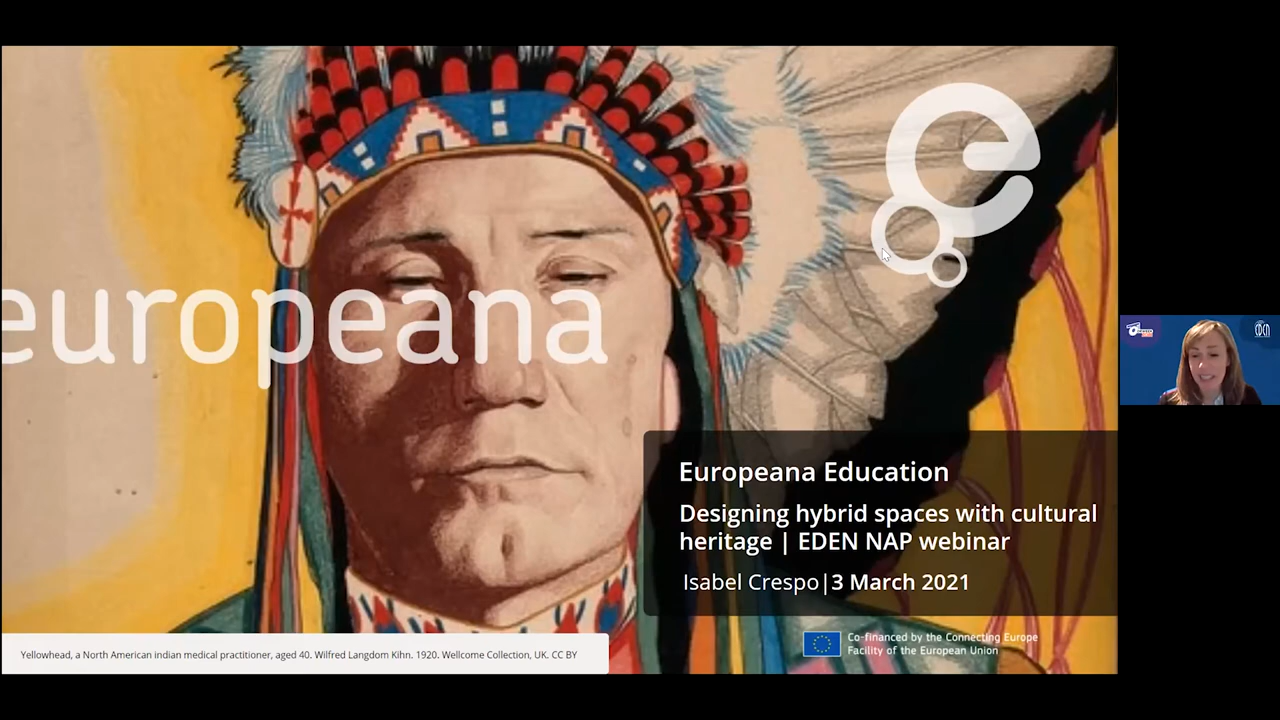 europeana
Europeana Education
Designing hybrid spaces with cultural
heritage | EDEN NAP webinar
Isabel Crespo|3 March 2021
Co-financed by the Connecting Europe
Facility of the European Union
Yellowhead, a North American indian medical practitioner, aged 40. Wilfred Langdom Kihn. 1920. Wellcome Collection, UK. CC BY
EDEN